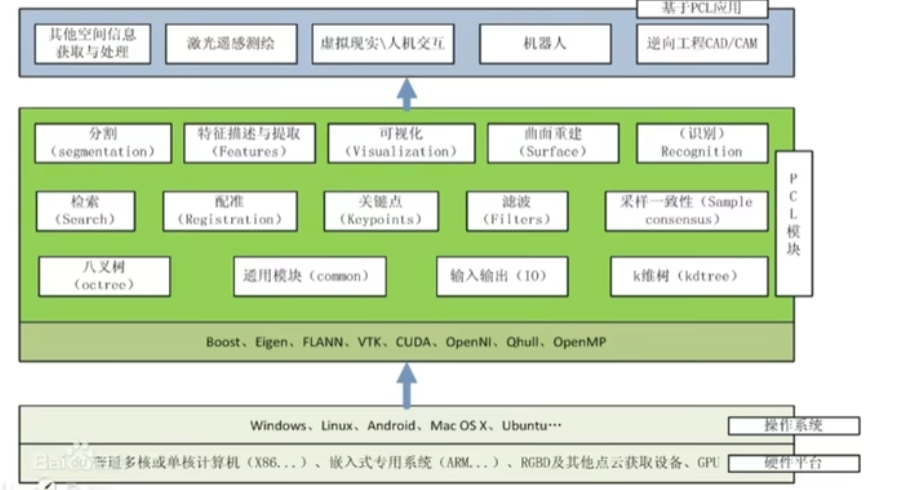 基于PCL应用
其他空间信息
获取与处理
激光遥感测绘
虚拟现实\人机交互
机器人
逆向工程CAD/CAM
分割
(segmentation)
特征描述与提取
(Features)
可视化
(Visualization)
曲面重建
(Surface)
(识别)
Recognition
检索
(Search)
配准
(Registration)
关键点
(Keypoints)
滤波
(Filters)
采样一致性 (Sample
consensus)
八叉树
(octree)
通用模块 (common)
输入输出 (IO)
k维树 (kdtree)
PCL模块
Boost、Eigen、FLANN、VTK、CUDA、OpenNI、Qhull、OpenMP
Windows、Linux、Android、Mac OS X、Ubuntu…
操作系统
普通多核或单核计算机 (X86...)、嵌入式专用系统 (ARM...)、RGBD及其他点云获取设备、GPU
硬件平台